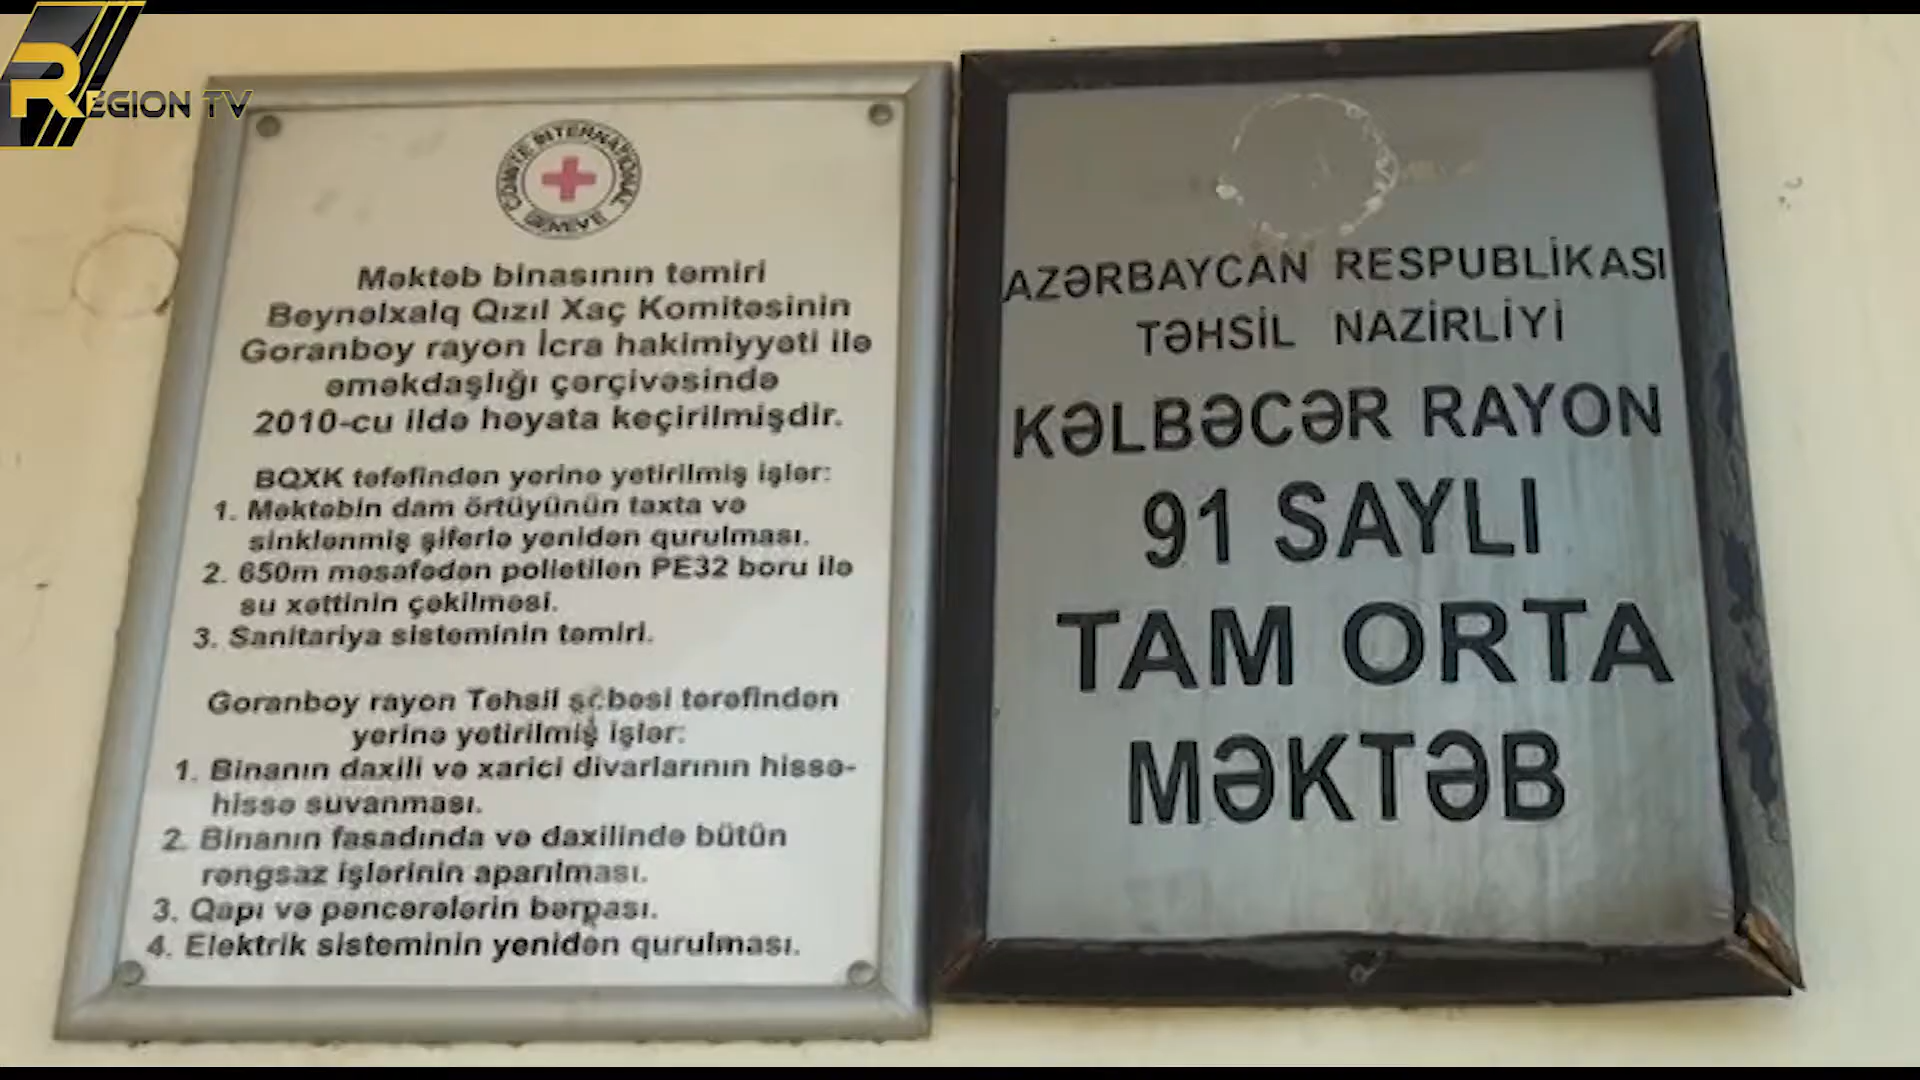 REGION TV
COMITE INTERNATIONAL GENEVE
Məktəb binasının təmiri
Beynəlxalq Qızıl Xaç Komitəsinin
Goranboy rayon İcra hakimiyyəti ilə
əməkdaşlığı çərçivəsində
2010-cu ildə həyata keçirilmişdir.
BQXK təfəfindən yerinə yetirilmiş işlər:
1. Məktəbin dam örtüyünün taxta və
sinklənmiş şiferlə yenidən qurulması.
2. 650m məsafədən polietilen PE32 boru ilə
su xəttinin çəkilməsi.
3. Sanitariya sisteminin təmiri.
Goranboy rayon Təhsil şöbəsi tərəfindən
yerinə yetirilmiş işlər:
1. Binanın daxili və xarici divarlarının hissə-
hissə suvanması.
2. Binanın fasadında və daxilində bütün
rəngsaz işlərinin aparılması.
3. Qapı və pəncərələrin bərpası.
4. Elektrik sisteminin yenidən qurulması.
AZƏRBAYCAN RESPUBLİKASI
TƏHSİL NAZİRLİYİ
KƏLBƏCƏR RAYON
91 SAYLI
TAM ORTA
MƏKTƏB